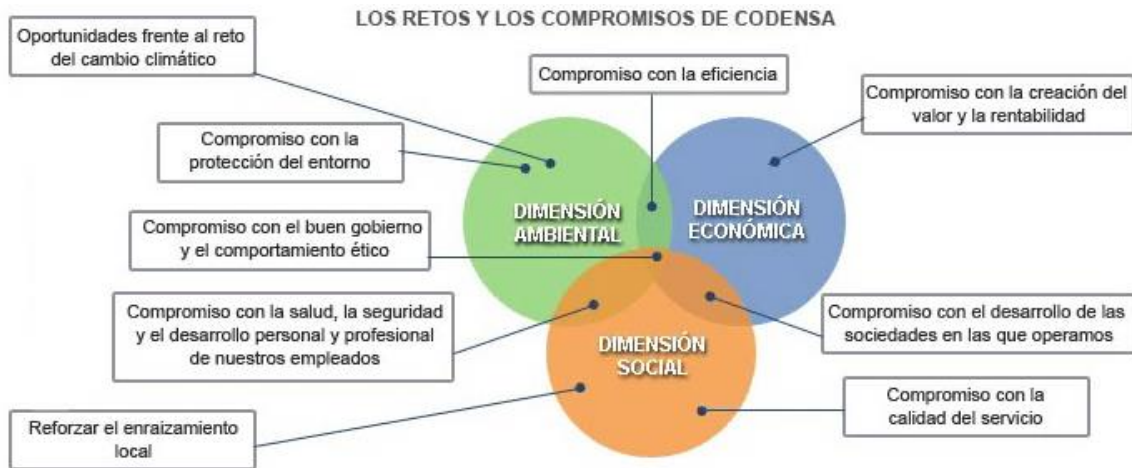 LOS RETOS Y LOS COMPROMISOS DE CODENSA
Oportunidades frente al reto
del cambio climático
Compromiso con la eficiencia
Compromiso con la creación del
valor y la rentabilidad
Compromiso con la
protección del entorno
DIMENSIÓN
AMBIENTAL
DIMENSIÓN
ECONÓMICA
Compromiso con el buen gobierno
y el comportamiento ético
Compromiso con la salud, la seguridad
y el desarrollo personal y profesional
de nuestros empleados
Compromiso con el desarrollo de las
sociedades en las que operamos
DIMENSIÓN
SOCIAL
Reforzar el enraizamiento
local
Compromiso con la
calidad del servicio